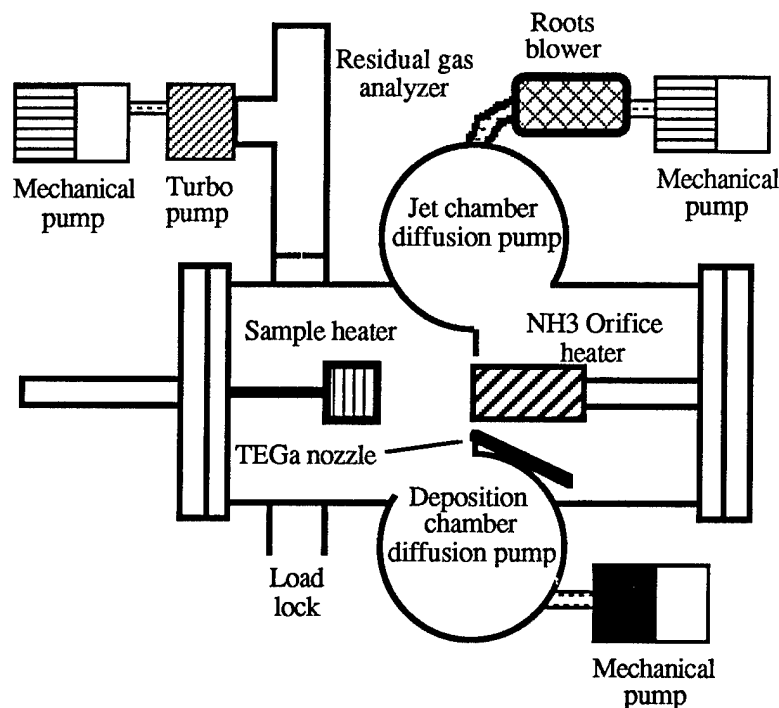 Roots
blower
Residual gas
analyzer
Mechanical
pump
Turbo
pump
Mechanical
pump
Jet chamber
diffusion pump
Sample heater
NH3 Orifice
heater
TEGa nozzle
Deposition
chamber
diffusion pump
Load
lock
Mechanical
pump